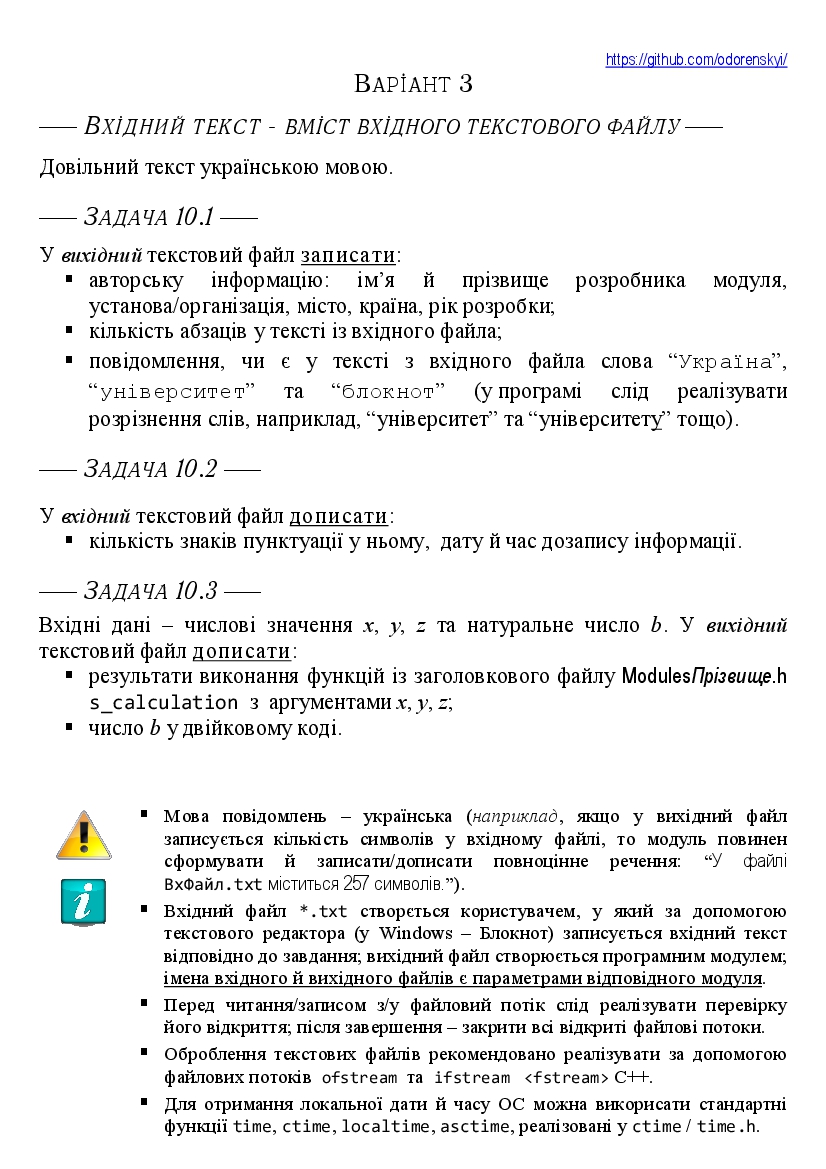 https://github.com/odorenskyi/
ВАРІАНТ 3
—— ВХІДНИЙ ТЕКСТ - ВМІСТ ВХІДНОГО ТЕКСТОВОГО ФАЙЛУ ——
Довільний текст українською мовою.
—— ЗАДАЧА 10.1 ——
У вихідний текстовий файл записати:
▪ авторську інформацію: ім’я й прізвище розробника модуля,
установа/організація, місто, країна, рік розробки;
▪ кількість абзаців у тексті із вхідного файла;
▪ повідомлення, чи є у тексті з вхідного файла слова “Україна”,
“університет” та “блокнот” (у програмі слід реалізувати
розрізнення слів, наприклад, “університет” та “університету” тощо).
—— ЗАДАЧА 10.2 ——
У вхідний текстовий файл дописати:
▪ кількість знаків пунктуації у ньому, дату й час дозапису інформації.
—— ЗАДАЧА 10.3 ——
Вхідні дані – числові значення x, y, z та натуральне число b. У вихідний
текстовий файл дописати:
▪ результати виконання функцій із заголовкового файлу ModulesПрізвище.h
s_calculation з аргументами x, y, z;
▪ число b у двійковому коді.
▪ Мова повідомлень – українська (наприклад, якщо у вихідний файл
записується кількість символів у вхідному файлі, то модуль повинен
сформувати й записати/дописати повноцінне речення: “У файлі
ВхФайл.txt міститься 257 символів.”).
▪ Вхідний файл *.txt створється користувачем, у який за допомогою
текстового редактора (у Windows – Блокнот) записується вхідний текст
відповідно до завдання; вихідний файл створюється програмним модулем;
імена вхідного й вихідного файлів є параметрами відповідного модуля.
▪ Перед читання/записом з/у файловий потік слід реалізувати перевірку
його відкриття; після завершення – закрити всі відкриті файлові потоки.
▪ Оброблення текстових файлів рекомендовано реалізувати за допомогою
файлових потоків ofstream та ifstream <fstream> С++.
▪ Для отримання локальної дати й часу ОС можна викорисати стандартні
функції time, ctime, localtime, asctime, реалізовані у ctime / time.h.